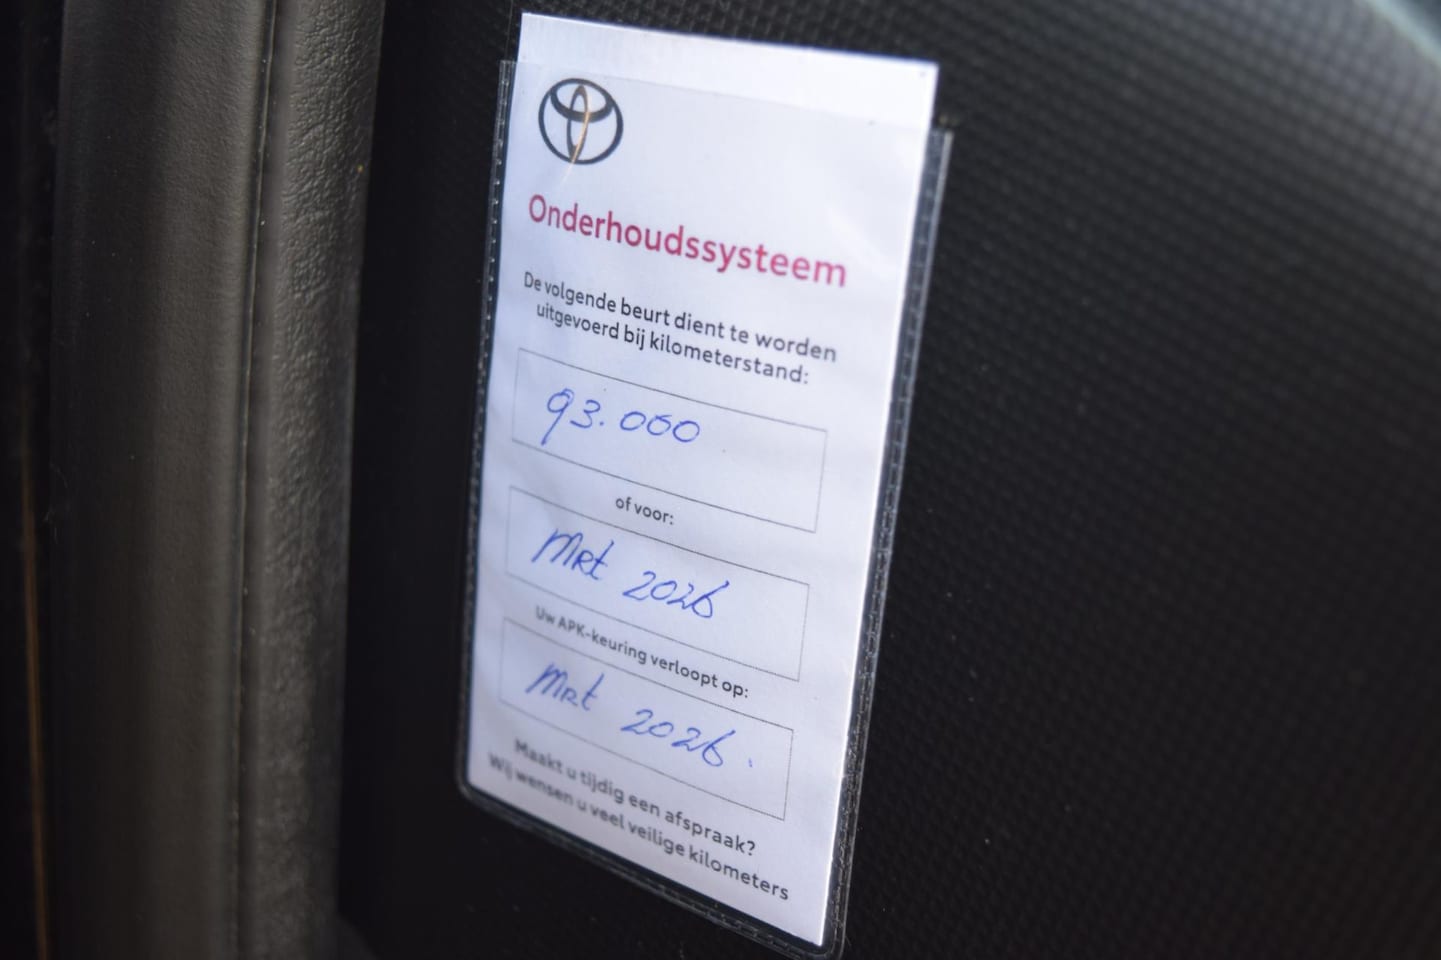 Onderhoudssysteem
De volgende beurt dient te worden
uitgevoerd bij kilometerstand:
93.000
of voor:
Mrt 2026
Uw APK-keuring verloopt op:
Mrt 2026.
Maakt u tijdig een afspraak?
Wij wensen u veel veilige kilometers